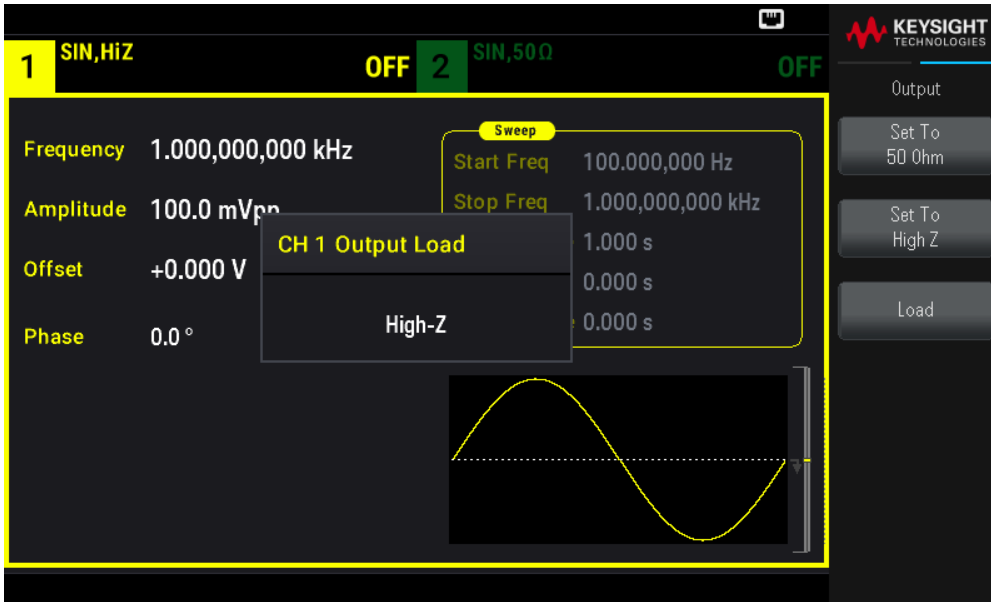 KEYSIGHT
TECHNOLOGIES
1 SIN,HiZ OFF
2 SIN,50Ω OFF
Output
Set To
50 Ohm
Set To
High Z
Load
Frequency 1.000,000,000 kHz
Amplitude 100.0 mVpp
Offset +0.000 V
Phase 0.0 °
Sweep
Start Freq 100.000,000 Hz
Stop Freq 1.000,000,000 kHz
1.000 s
0.000 s
0.000 s
CH 1 Output Load
High-Z